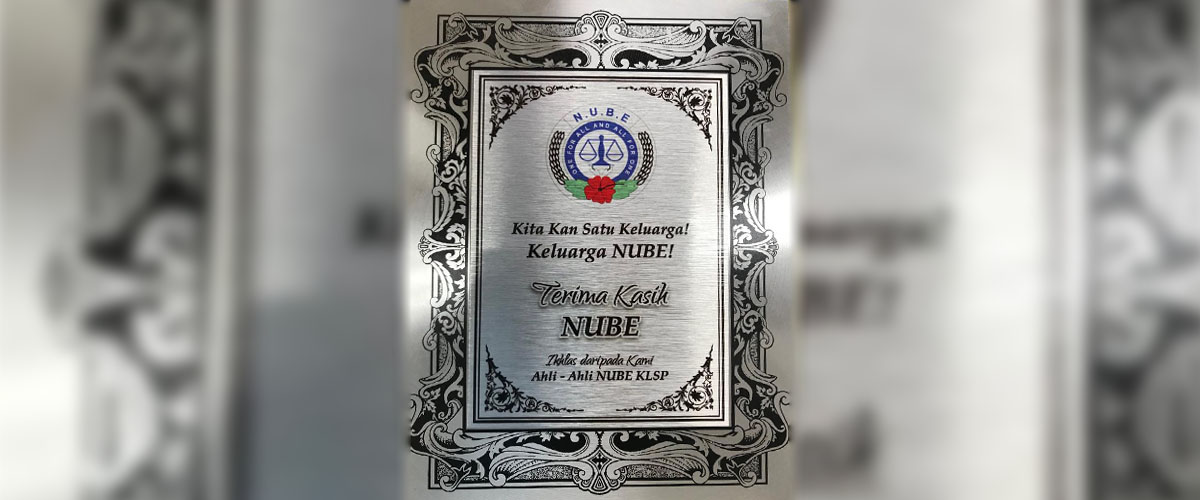 N.U.B.E
ONE FOR ALL AND ALL FOR ONE
Kita Kan Satu Keluarga!
Keluarga NUBE!
Terima Kasih
NUBE
Ikhlas daripada Kami
Ahli - Ahli NUBE KLSP